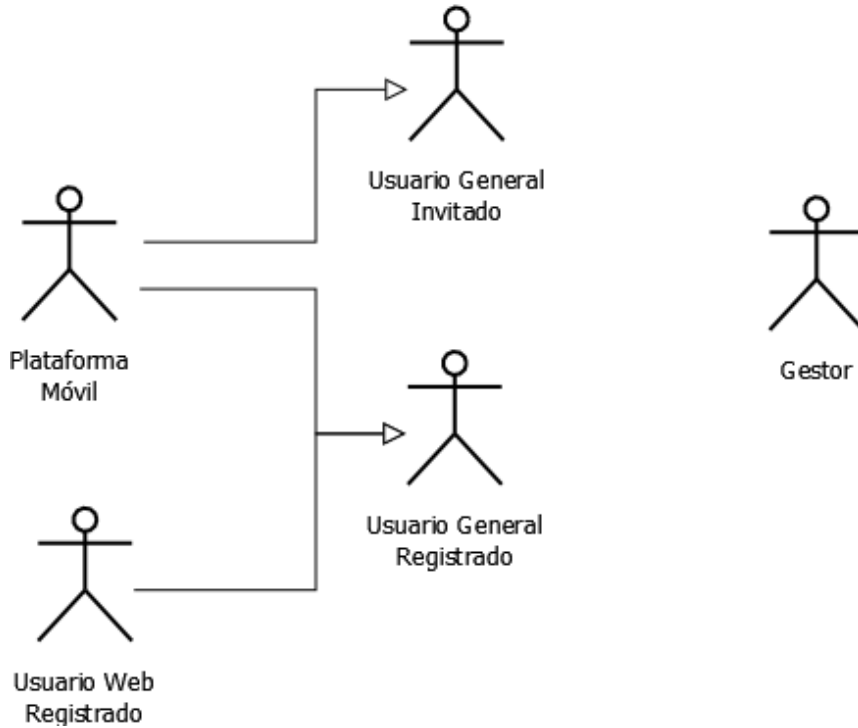 Usuario General
Invitado
Plataforma
Móvil
Gestor
Usuario General
Registrado
Usuario Web
Registrado